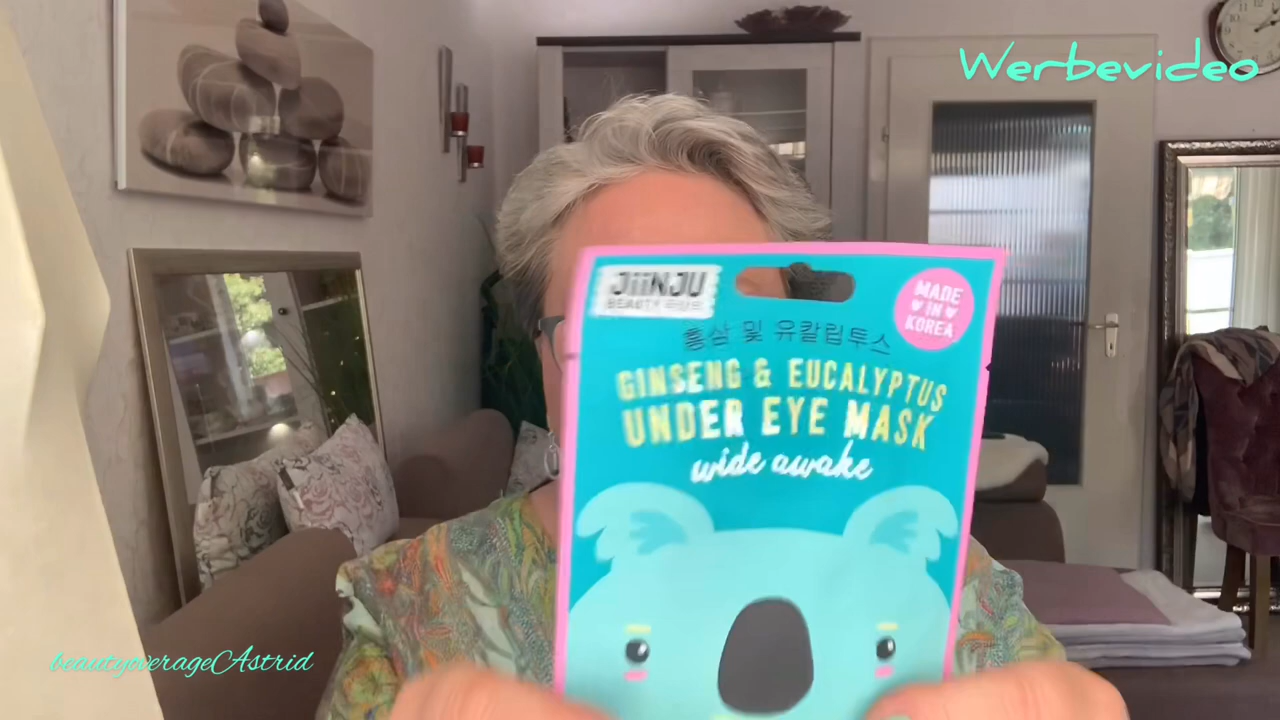 Werbevideo
JiiNJU
BEAUTY
MADE
IN
KOREA
홍삼 및 유칼립투스
GINSENG & EUCALYPTUS
UNDER EYE MASK
wide awake
beautyoverageAstrid